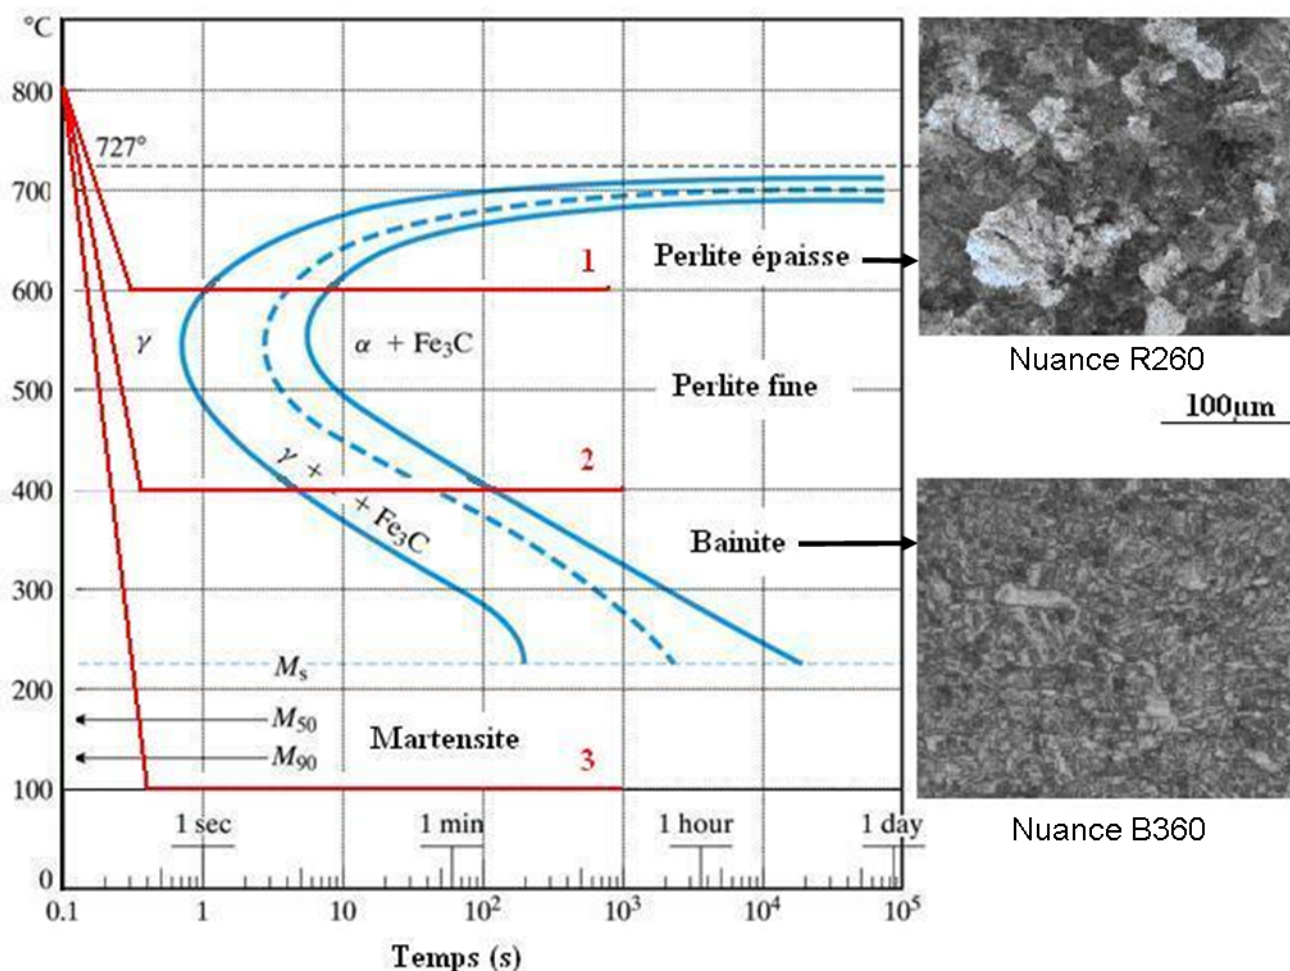 °C
800
727°
700
1
Perlite épaisse
600
γ
α + Fe₃C
Nuance R260
Perlite fine
500
100µm
γ +
2
400
+ Fe₃C
Bainite
300
Mₛ
200
M₅₀
Martensite
M₉₀
3
100
1 sec
1 min
1 hour
1 day
Nuance B360
0
0.1
1
10
10²
10³
10⁴
10⁵
Temps (s)